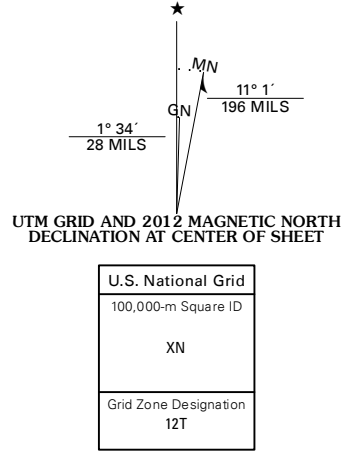 ★
MN
GN
11° 1´
196 MILS
1° 34´
28 MILS
UTM GRID AND 2012 MAGNETIC NORTH
DECLINATION AT CENTER OF SHEET
U.S. National Grid
100,000-m Square ID
XN
Grid Zone Designation
12T